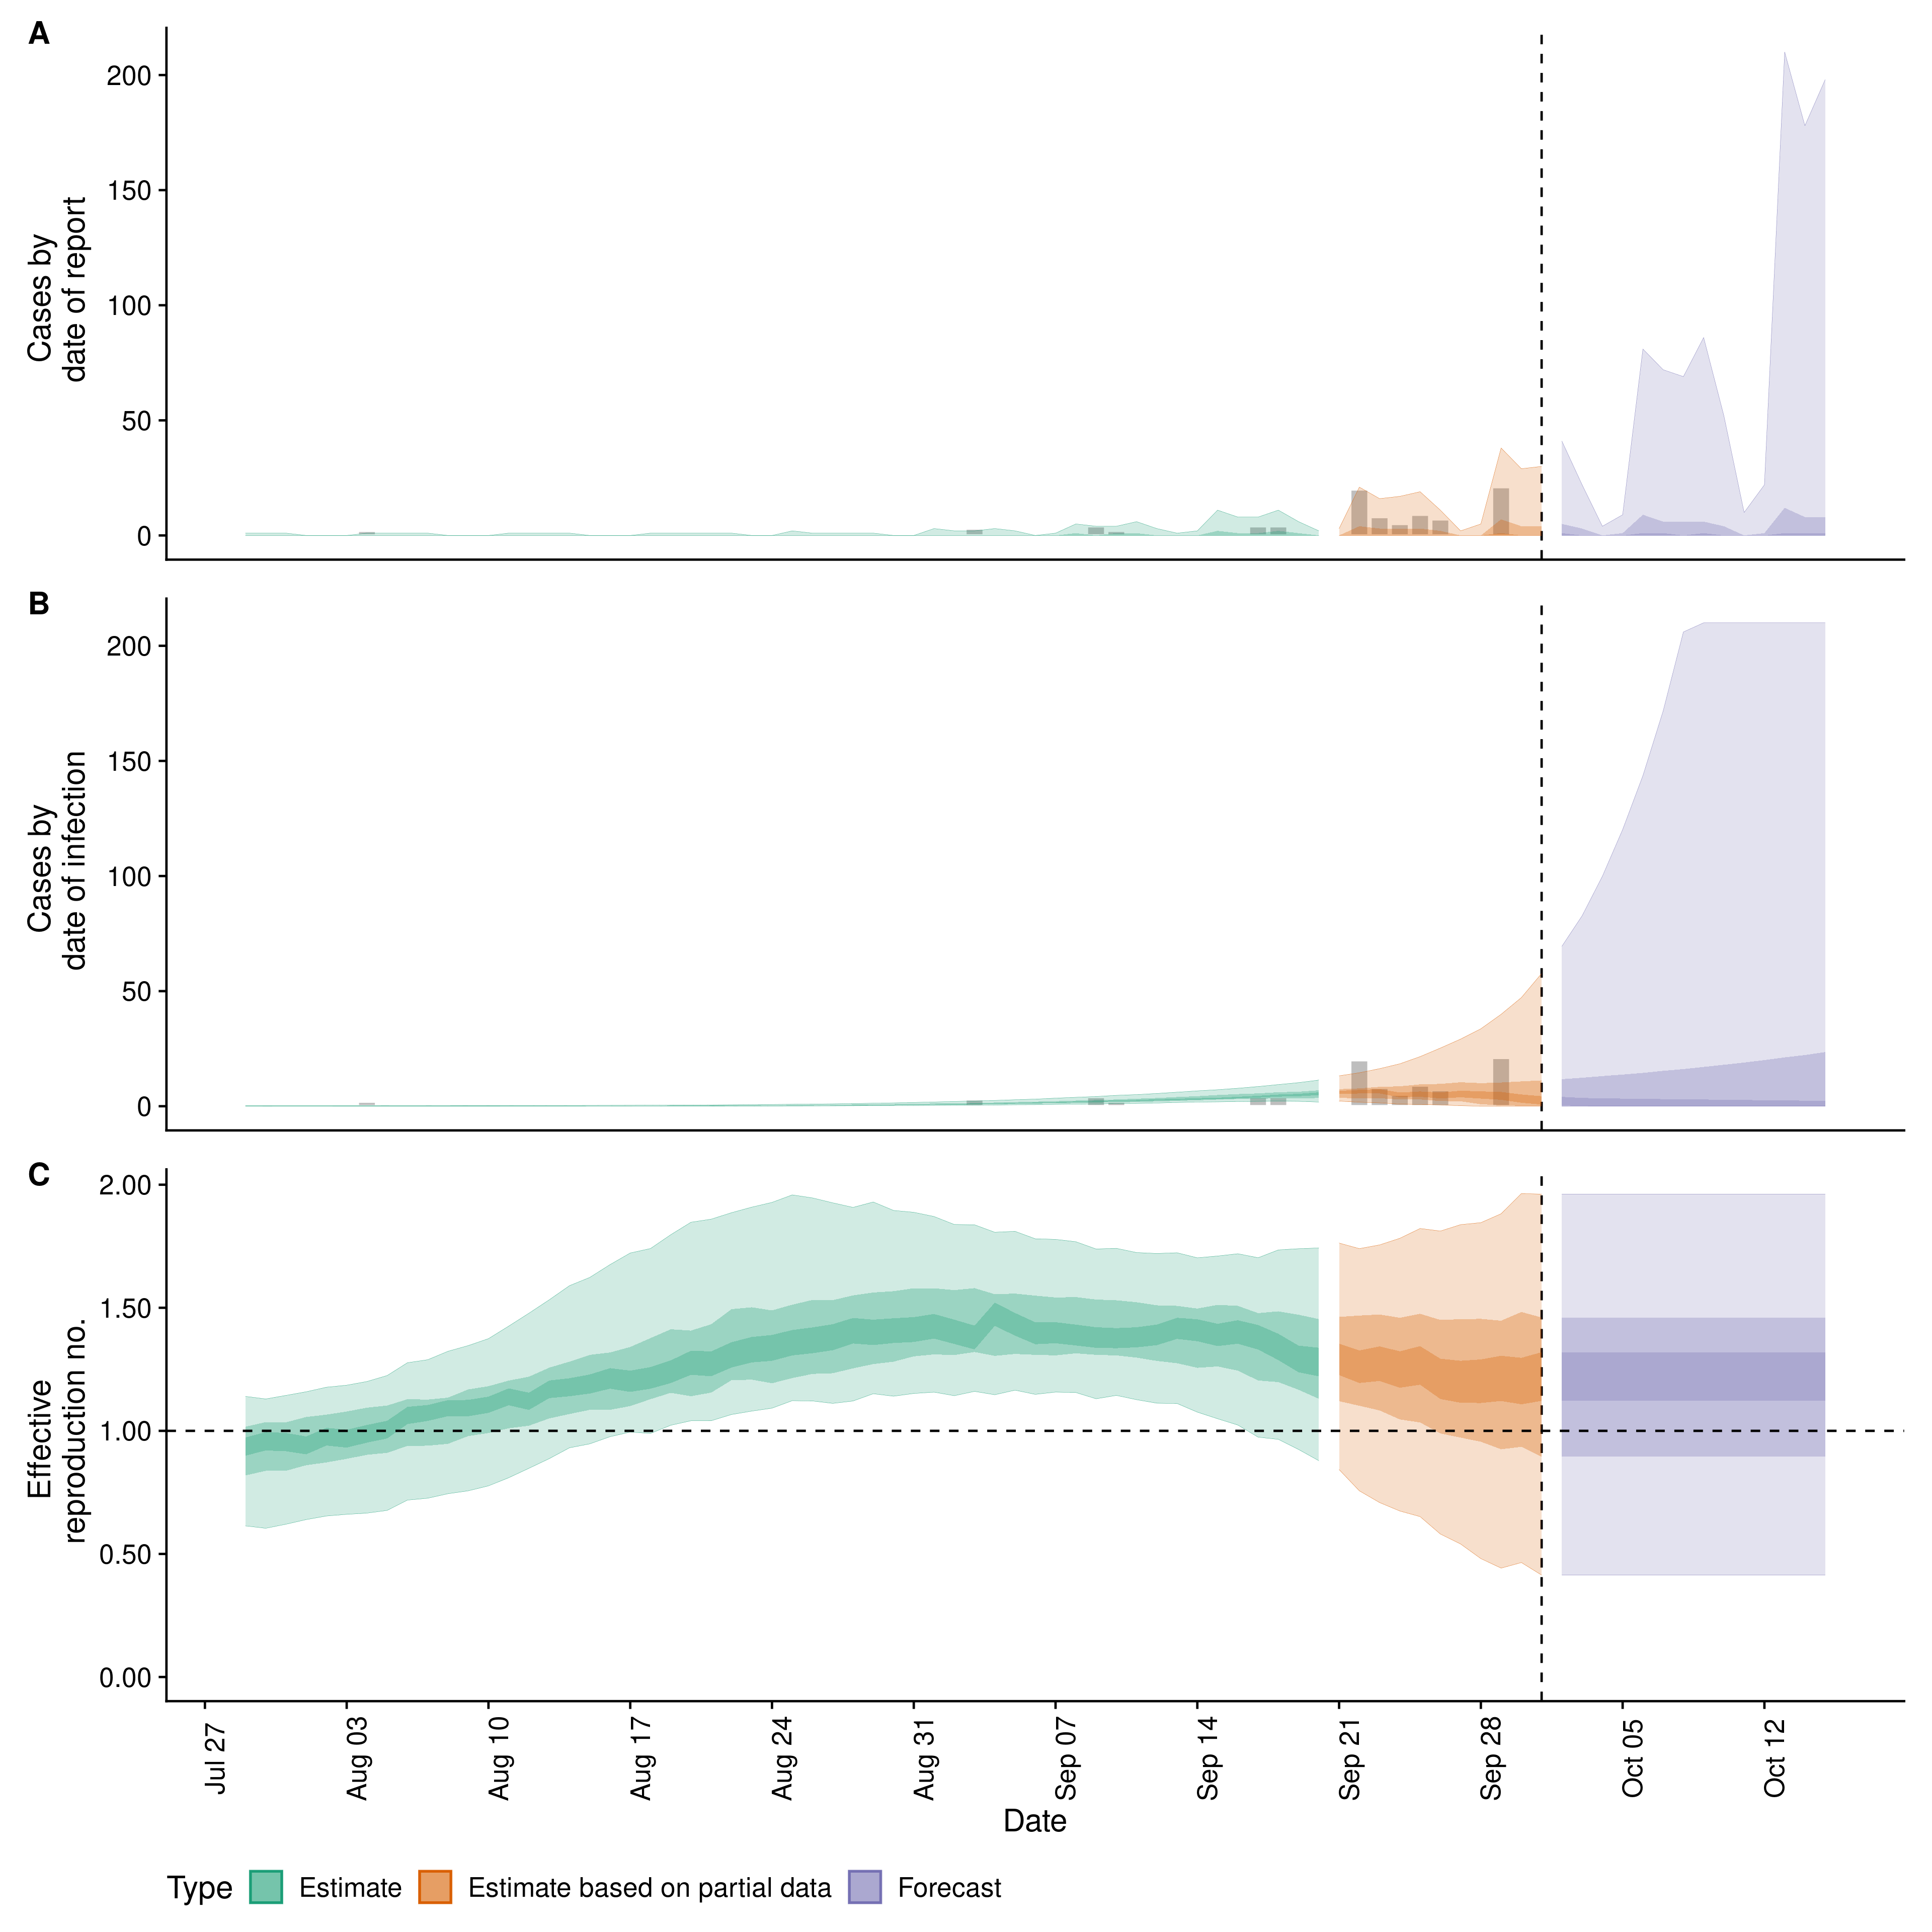 A
Cases by
date of report
200
150
100
50
0
B
Cases by
date of infection
200
150
100
50
0
C
Effective
reproduction no.
2.00
1.50
1.00
0.50
0.00
Jul 27
Aug 03
Aug 10
Aug 17
Aug 24
Aug 31
Sep 07
Sep 14
Sep 21
Sep 28
Oct 05
Oct 12
Date
Type Estimate Estimate based on partial data Forecast